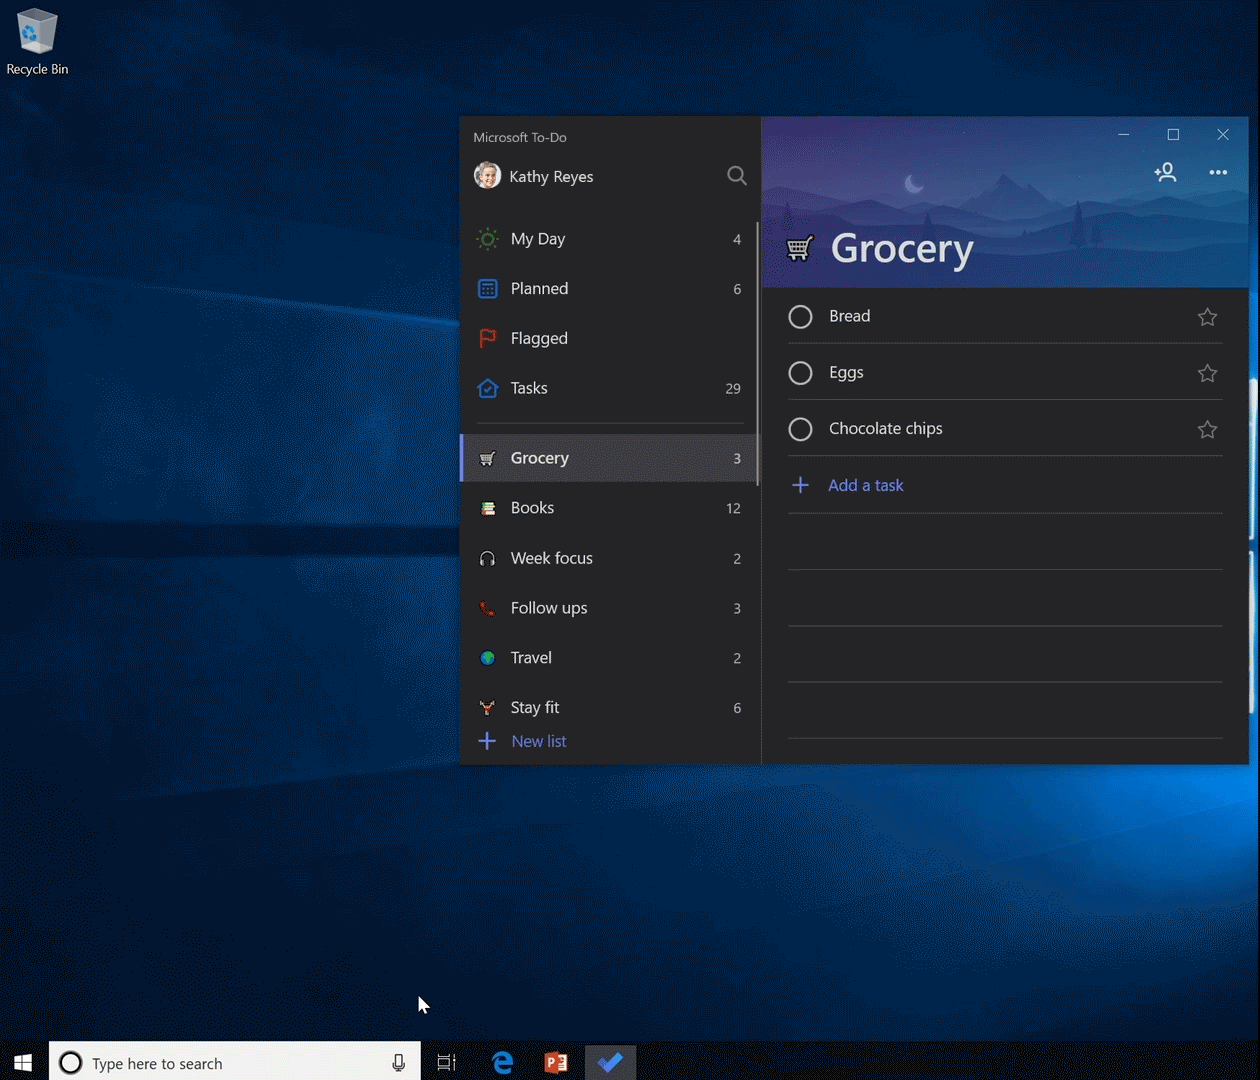 Recycle Bin
Microsoft To-Do
Kathy Reyes
My Day 4
Planned 6
Flagged
Tasks 29
Grocery 3
Books 12
Week focus 2
Follow ups 3
Travel 2
Stay fit 6
New list
Grocery
Bread
Eggs
Chocolate chips
Add a task
Type here to search